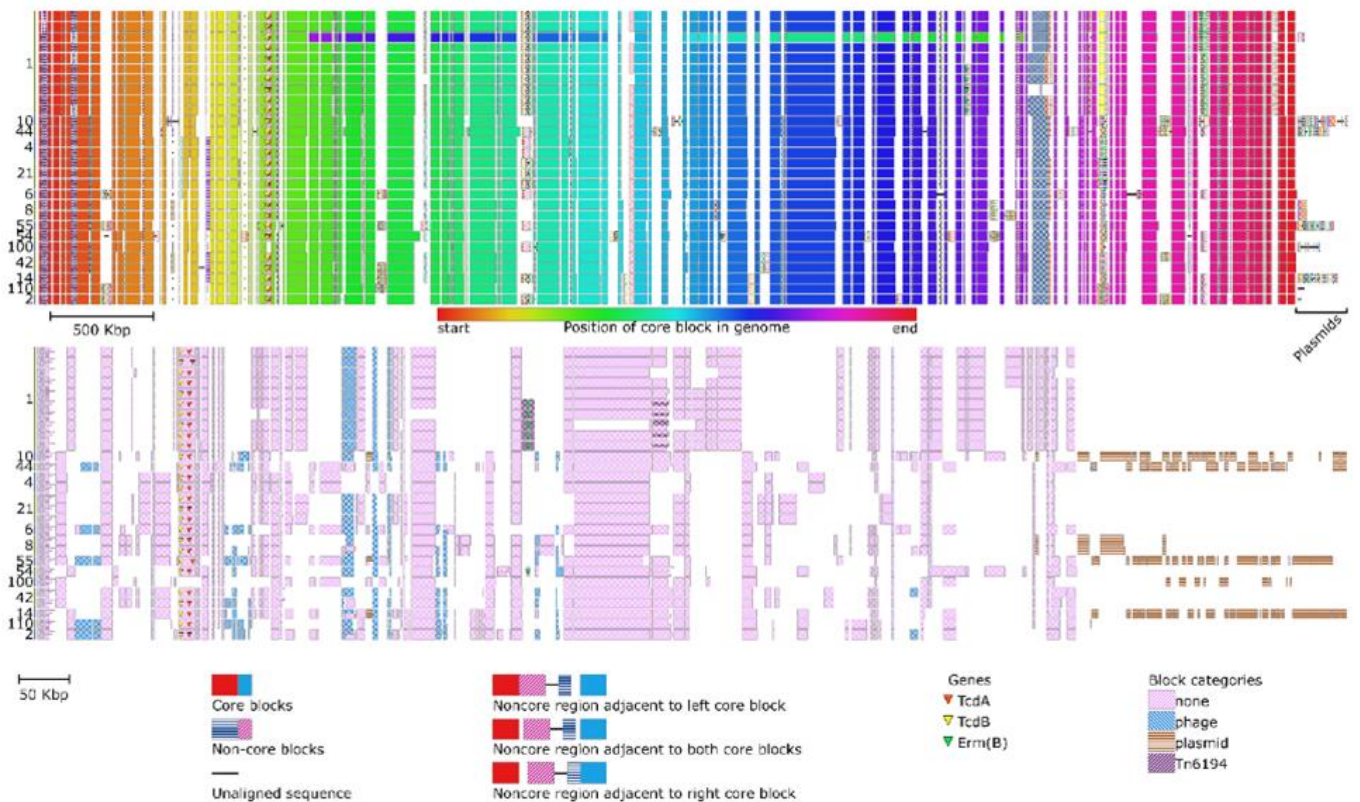 1
10
44
4
21
6
8
55
54
100
42
14
110
2
500 Kbp
start
Position of core block in genome
end
Plasmids
1
10
44
4
21
6
8
55
54
100
42
14
110
2
50 Kbp
Core blocks
Non-core blocks
Unaligned sequence
Noncore region adjacent to left core block
Noncore region adjacent to both core blocks
Noncore region adjacent to right core block
Genes
TcdA
TcdB
Erm(B)
Block categories
none
phage
plasmid
Tn6194